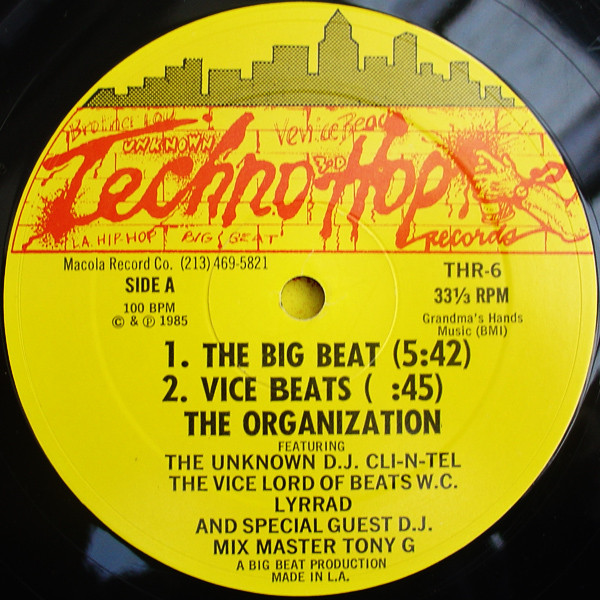 Venice Beach
UNKNOWN
Techno Hop
L.A. HIP-HOP BIG BEAT
records
Macola Record Co. (213) 469-5821
THR-6
SIDE A
33⅓ RPM
100 BPM
© & ℗ 1985
Grandma's Hands
Music (BMI)
1. THE BIG BEAT (5:42)
2. VICE BEATS ( :45)
THE ORGANIZATION
FEATURING
THE UNKNOWN D.J. CLI-N-TEL
THE VICE LORD OF BEATS W.C.
LYRRAD
AND SPECIAL GUEST D.J.
MIX MASTER TONY G
A BIG BEAT PRODUCTION
MADE IN L.A.